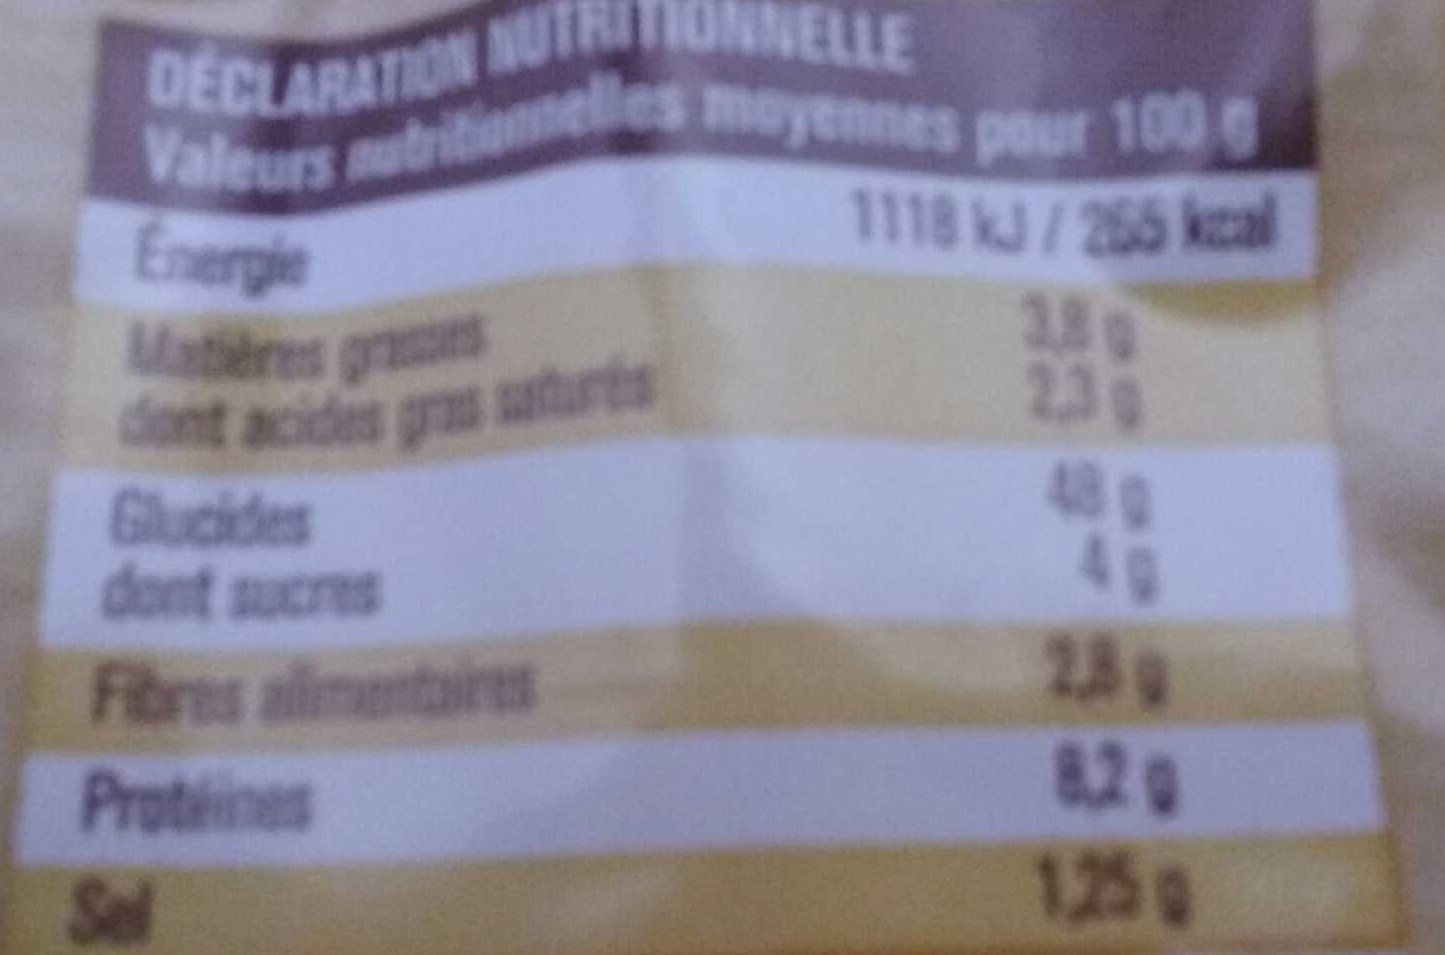 DÉCLARATION NUTRITIONNELLE
Valeurs nutritionnelles moyennes pour 100 g
Énergie 1118 kJ / 265 kcal
Matières grasses 3,8 g
dont acides gras saturés 2,3 g
Glucides 48 g
dont sucres 4 g
Fibres alimentaires 2,8 g
Protéines 8,2 g
Sel 1,25 g